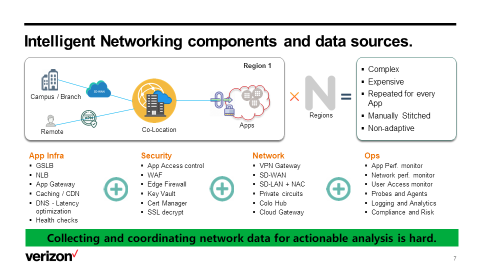 Intelligent Networking components and data sources.
Region 1
Campus / Branch
Remote
Co-Location
Apps
×
N
Regions
=
▪ Complex
▪ Expensive
▪ Repeated for every
App
▪ Manually Stitched
▪ Non-adaptive
App Infra
▪ GSLB
▪ NLB
▪ App Gateway
▪ Caching / CDN
▪ DNS - Latency
optimization
▪ Health checks
Security
▪ App Access control
▪ WAF
▪ Edge Firewall
▪ Key Vault
▪ Cert Manager
▪ SSL decrypt
Network
▪ VPN Gateway
▪ SD-WAN
▪ SD-LAN + NAC
▪ Private circuits
▪ Colo Hub
▪ Cloud Gateway
Ops
▪ App Perf. monitor
▪ Network perf. monitor
▪ User Access monitor
▪ Probes and Agents
▪ Logging and Analytics
▪ Compliance and Risk
Collecting and coordinating network data for actionable analysis is hard.
verizon✓
7